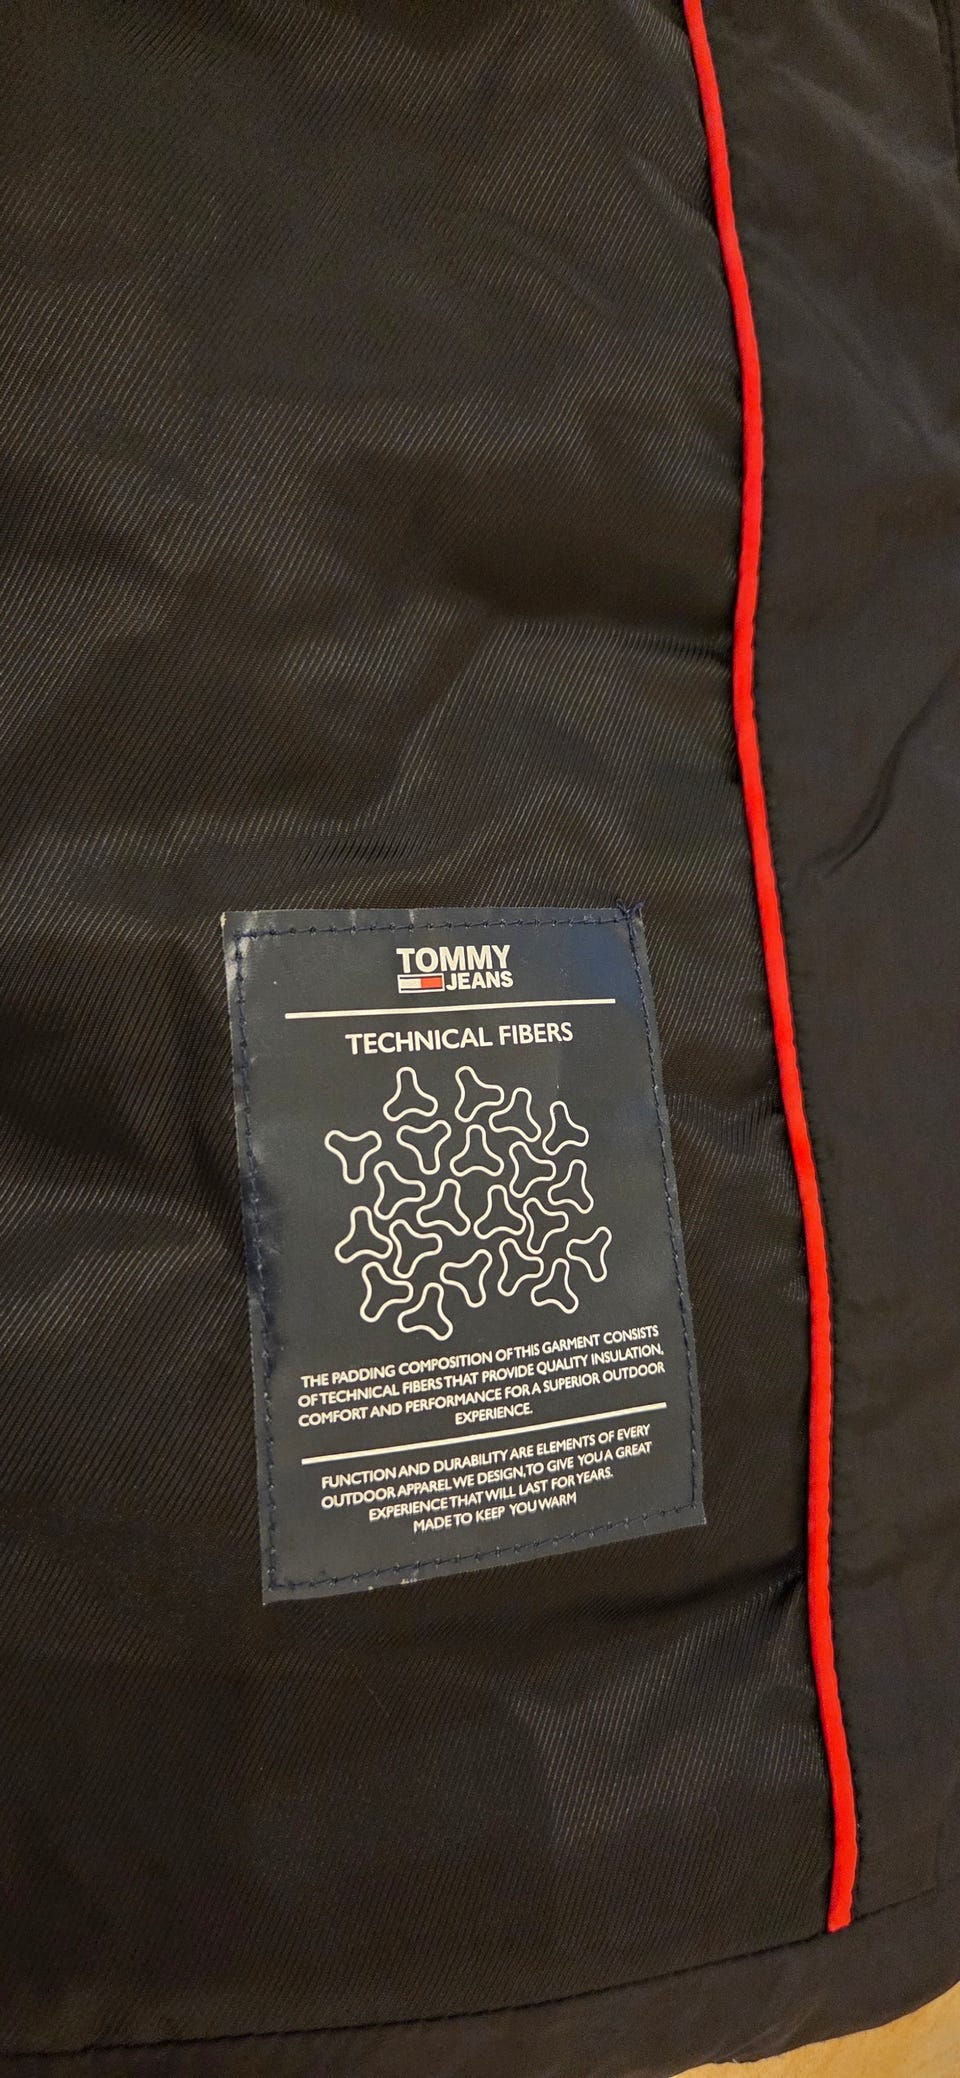 TOMMY
JEANS
TECHNICAL FIBERS
THE PADDING COMPOSITION OF THIS GARMENT CONSISTS
OF TECHNICAL FIBERS THAT PROVIDE QUALITY INSULATION,
COMFORT AND PERFORMANCE FOR A SUPERIOR OUTDOOR
EXPERIENCE.
FUNCTION AND DURABILITY ARE ELEMENTS OF EVERY
OUTDOOR APPAREL WE DESIGN, TO GIVE YOU A GREAT
EXPERIENCE THAT WILL LAST FOR YEARS.
MADE TO KEEP YOU WARM